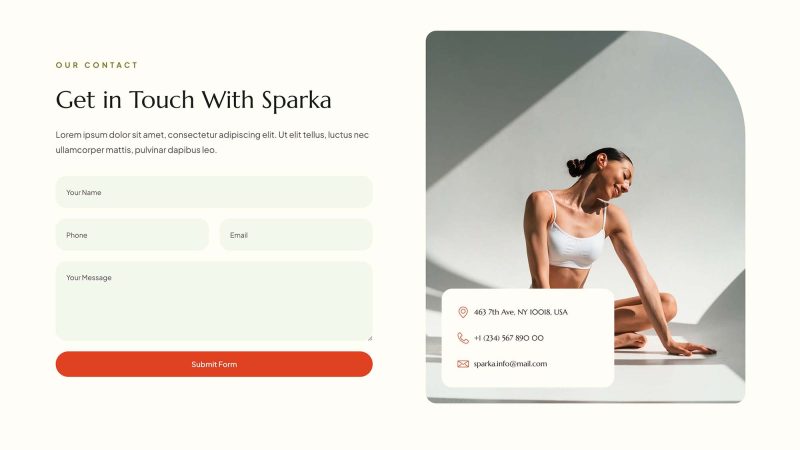 OUR CONTACT
Get in Touch With Sparka
Lorem ipsum dolor sit amet, consectetur adipiscing elit. Ut elit tellus, luctus nec
ullamcorper mattis, pulvinar dapibus leo.
Your Name
Phone
Email
Your Message
Submit Form
463 7th Ave, NY 10018, USA
+1 (234) 567 890 00
sparka.info@mail.com